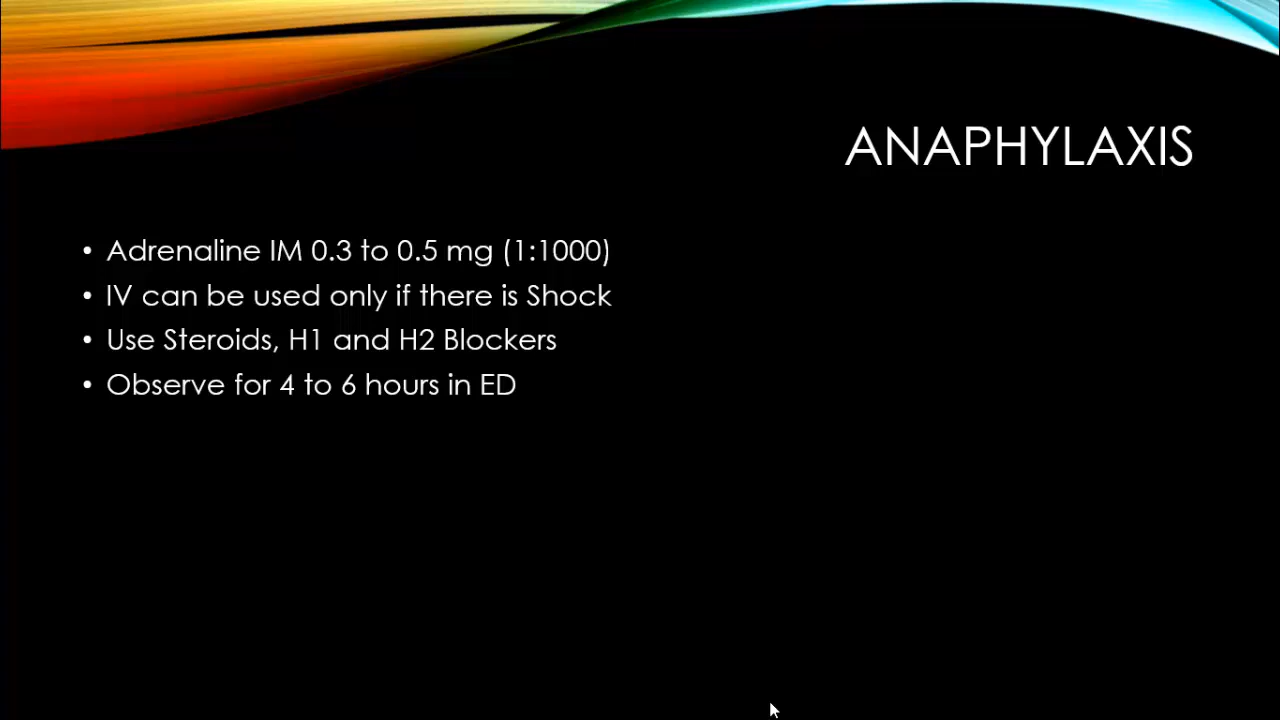 ANAPHYLAXIS
• Adrenaline IM 0.3 to 0.5 mg (1:1000)
• IV can be used only if there is Shock
• Use Steroids, H1 and H2 Blockers
• Observe for 4 to 6 hours in ED